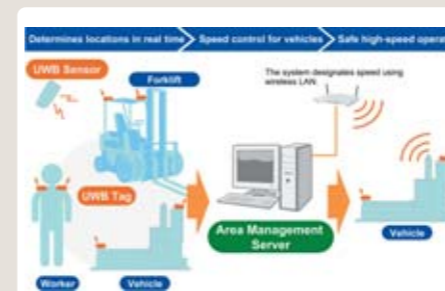 Determines locations in real time
Speed control for vehicles
Safe high-speed operat
UWB Sensor
Forklift
The system designates speed using
wireless LAN.
UWB Tag
Area Management
Server
Vehicle
Worker
Vehicle